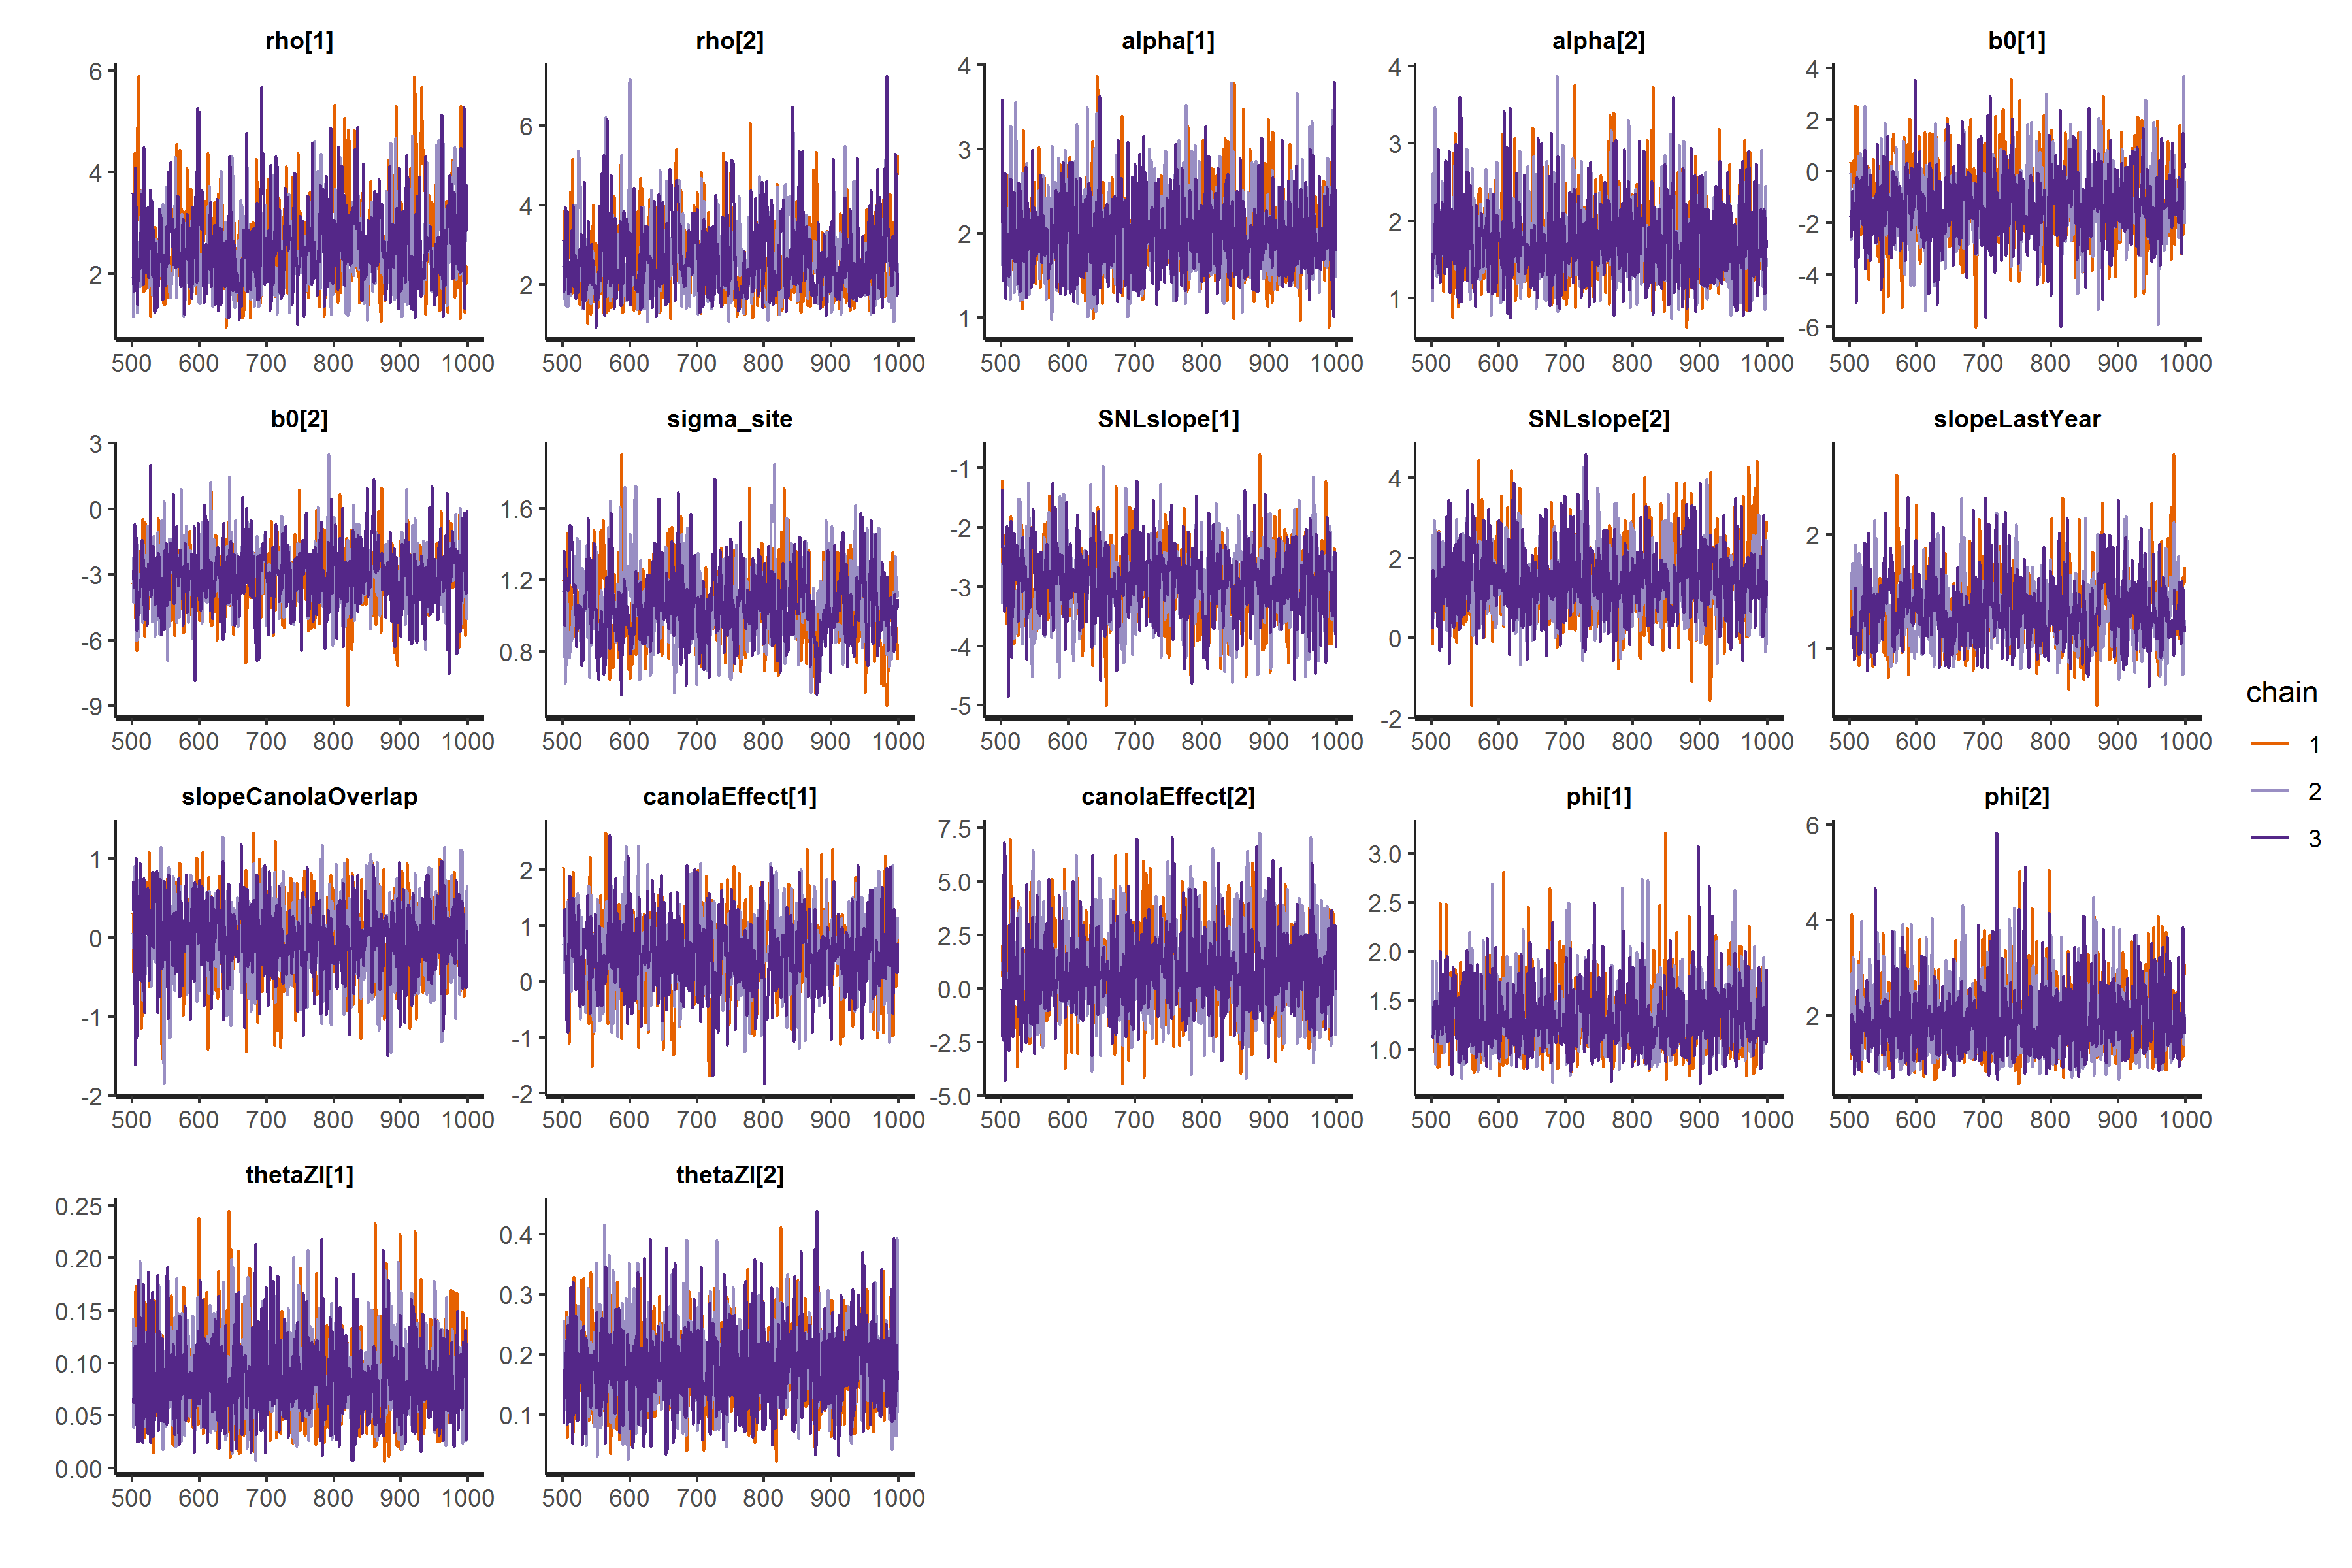 rho[1] rho[2] alpha[1] alpha[2] b0[1]
6 4 2
6 4 2
4 3 2 1
4 3 2 1
4 2 0 -2 -4 -6
500 600 700 800 900 1000 500 600 700 800 900 1000 500 600 700 800 900 1000 500 600 700 800 900 1000 500 600 700 800 900 1000
b0[2] sigma_site SNLslope[1] SNLslope[2] slopeLastYear
3 0 -3 -6 -9
1.6 1.2 0.8
-1 -2 -3 -4 -5
4 2 0 -2
2 1
500 600 700 800 900 1000 500 600 700 800 900 1000 500 600 700 800 900 1000 500 600 700 800 900 1000 500 600 700 800 900 1000
slopeCanolaOverlap canolaEffect[1] canolaEffect[2] phi[1] phi[2]
1 0 -1 -2
2 1 0 -1 -2
7.5 5.0 2.5 0.0 -2.5 -5.0
3.0 2.5 2.0 1.5 1.0
6 4 2
500 600 700 800 900 1000 500 600 700 800 900 1000 500 600 700 800 900 1000 500 600 700 800 900 1000 500 600 700 800 900 1000
thetaZI[1] thetaZI[2]
0.25 0.20 0.15 0.10 0.05 0.00
0.4 0.3 0.2 0.1
500 600 700 800 900 1000 500 600 700 800 900 1000
chain
1
2
3